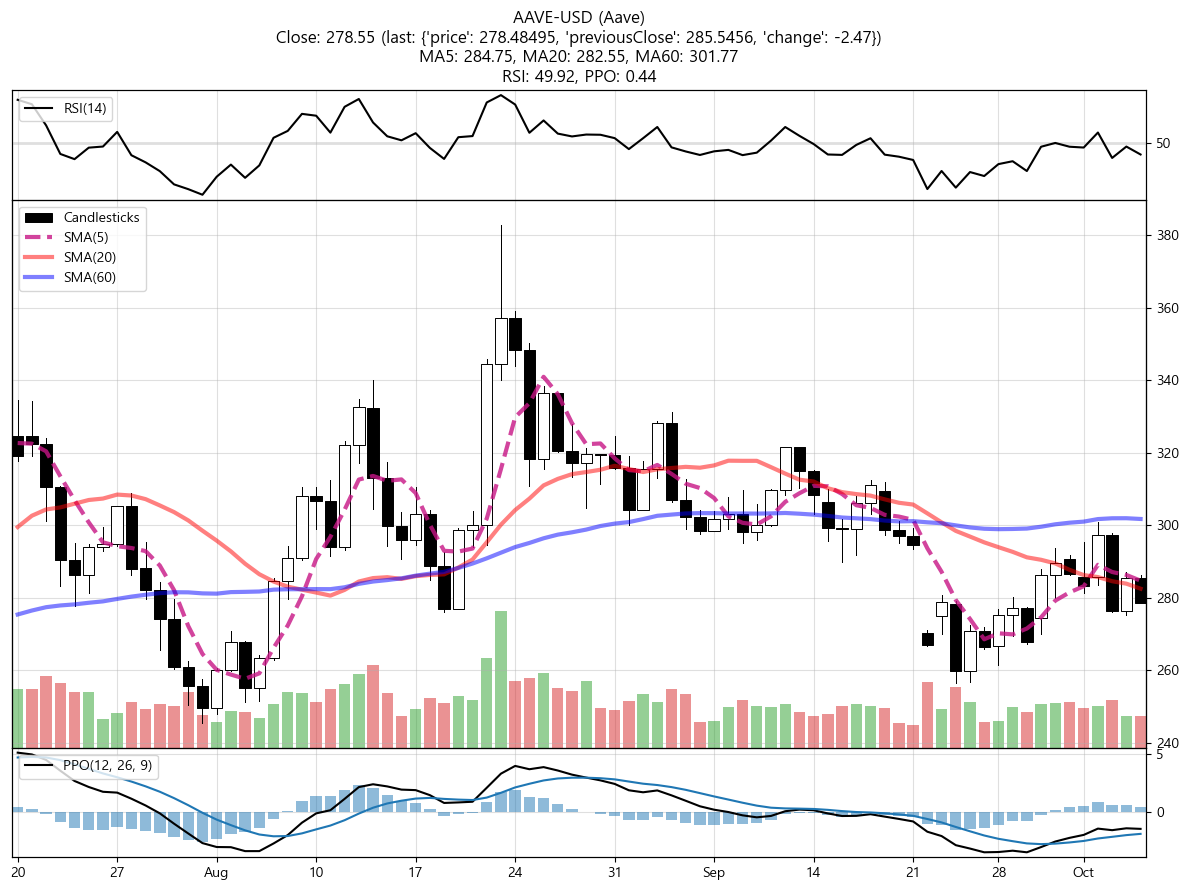 AAVE-USD (Aave)
Close: 278.55 (last: {'price': 278.48495, 'previousClose': 285.5456, 'change': -2.47})
MA5: 284.75, MA20: 282.55, MA60: 301.77
RSI: 49.92, PPO: 0.44
RSI(14)
50
Candlesticks
SMA(5)
SMA(20)
SMA(60)
380
360
340
320
300
280
260
240
PPO(12, 26, 9)
5
0
20 27 Aug 10 17 24 31 Sep 14 21 28 Oct